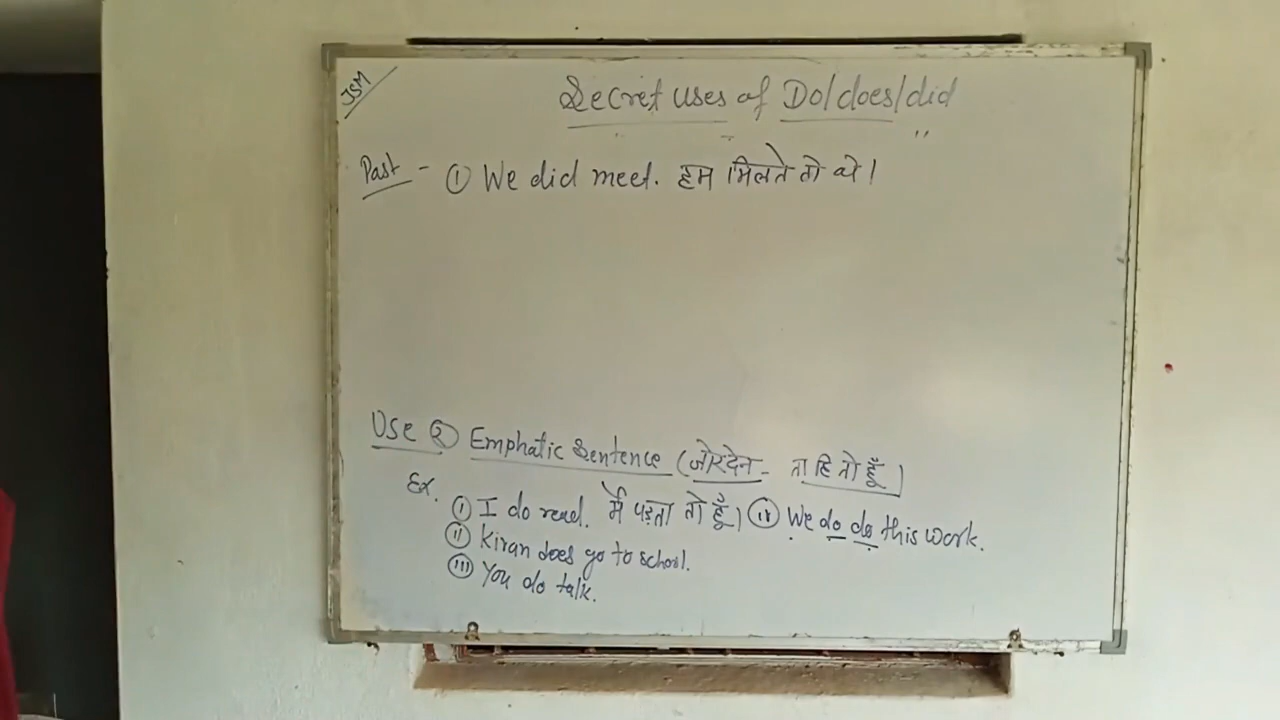 JSM
Secret uses of Do/does/did
Past - ① We did meet. हम मिलते तो थे।
Use ② Emphatic Sentence (जोर देन - ता हि तो हूँ)
Ex.
① I do read. मैं पढ़ता तो हूँ। ⓘⓥ We do do this work.
ⓘⓘ Kiran does go to school.
ⓘⓘⓘ You do talk.